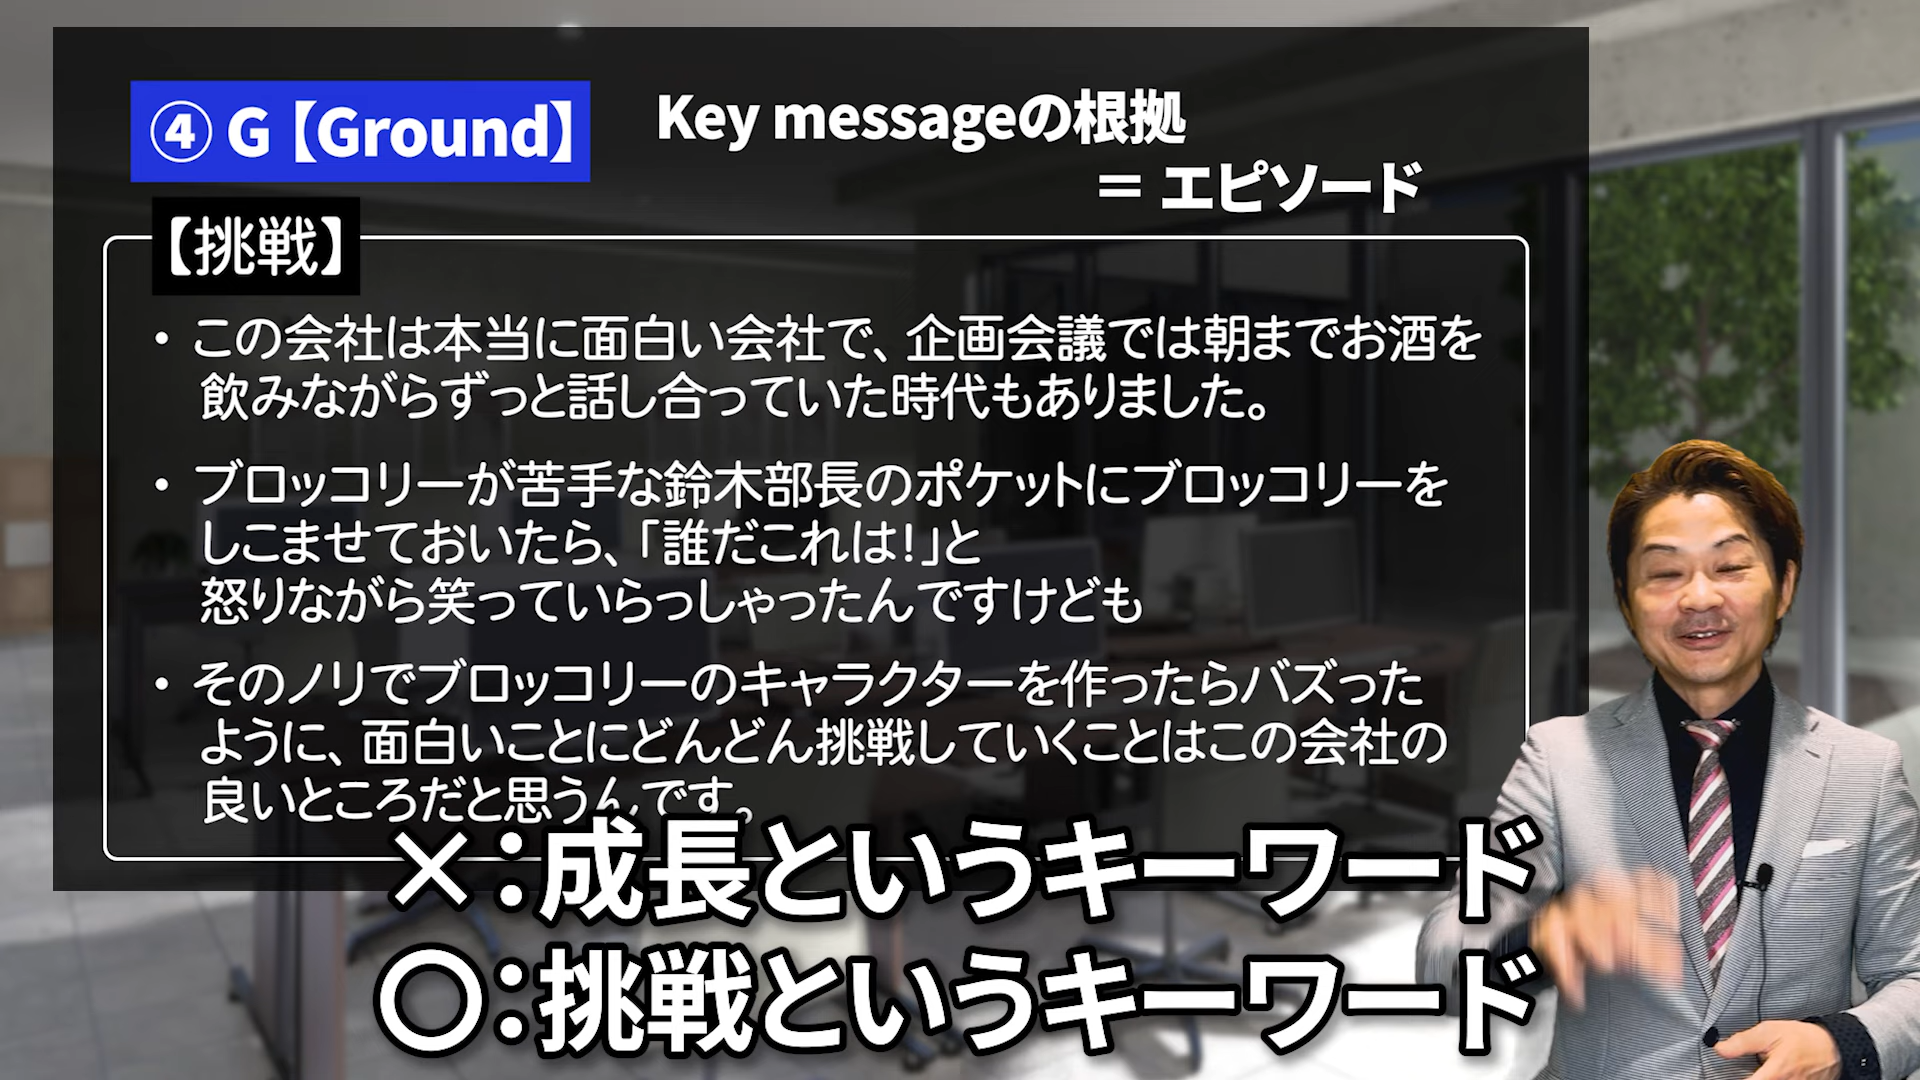 ④ G【Ground】
Key messageの根拠
= エピソード
【挑戦】
・この会社は本当に面白い会社で、企画会議では朝までお酒を
飲みながらずっと話し合っていた時代もありました。
・ブロッコリーが苦手な鈴木部長のポケットにブロッコリーを
しこませておいたら、「誰だこれは!」と
怒りながら笑っていらっしゃったんですけども
・そのノリでブロッコリーのキャラクターを作ったらバズった
ように、面白いことにどんどん挑戦していくことはこの会社の
良いところだと思うんです。
×:成長というキーワード
〇:挑戦というキーワード